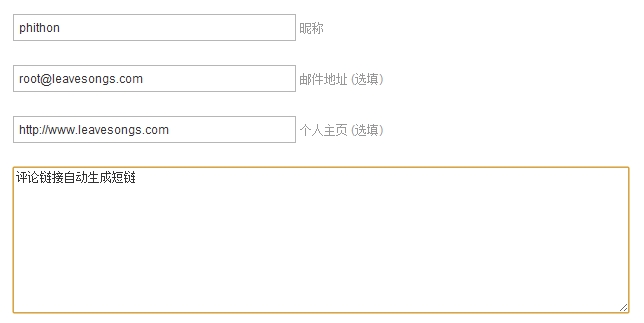 phithon 昵称
root@leavesongs.com 邮件地址 (选填)
http://www.leavesongs.com 个人主页 (选填)
评论链接自动生成短链